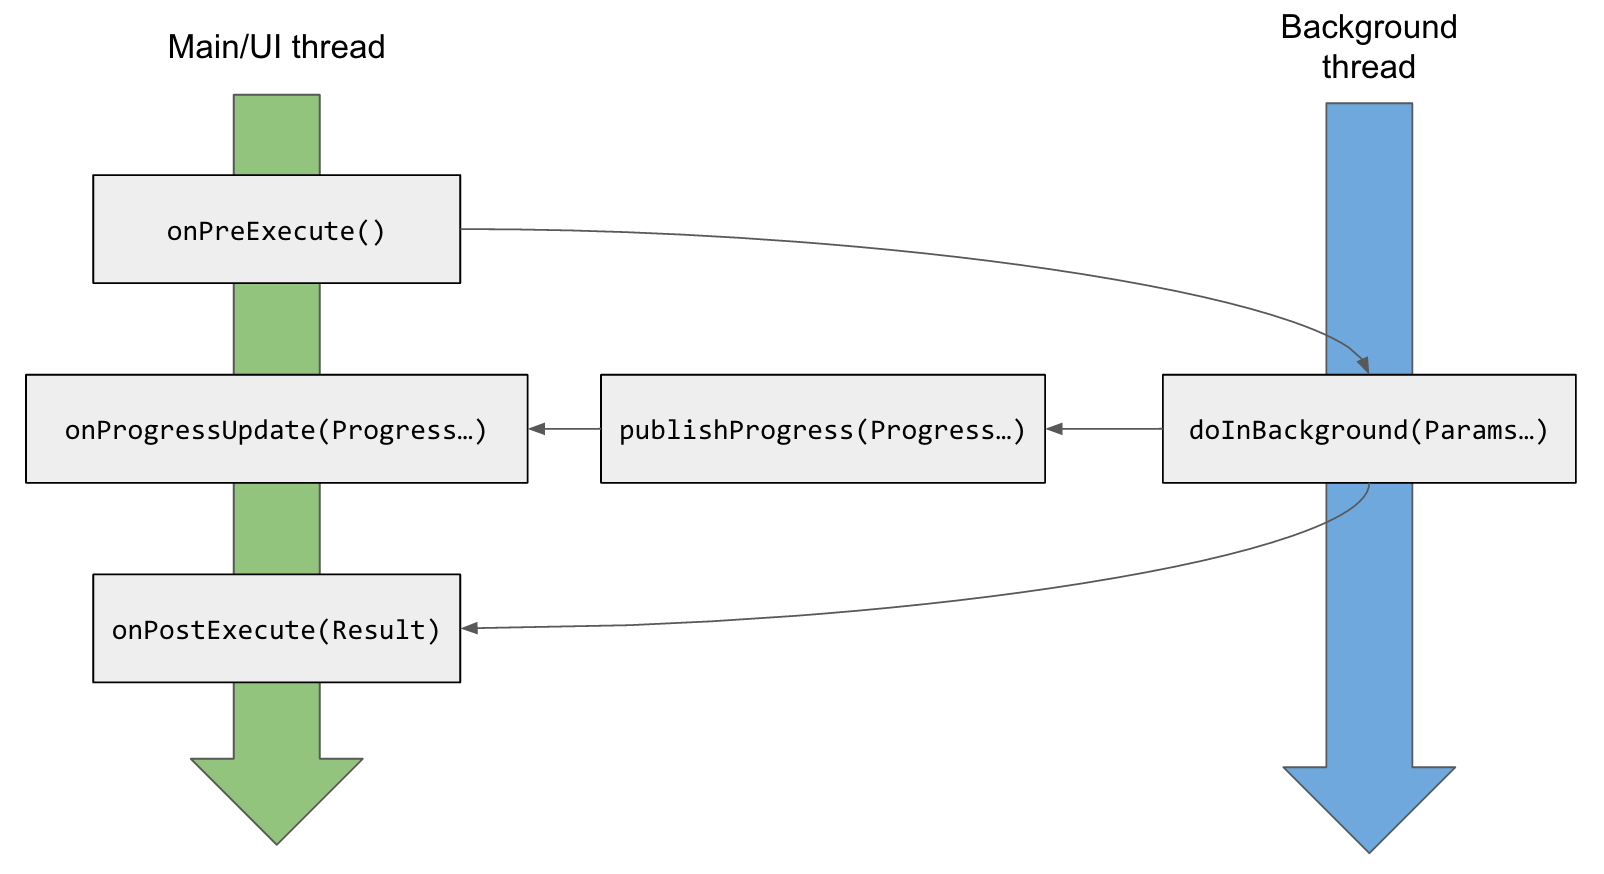 Main/UI thread
Background
thread
onPreExecute()
onProgressUpdate(Progress…)
publishProgress(Progress…)
doInBackground(Params…)
onPostExecute(Result)